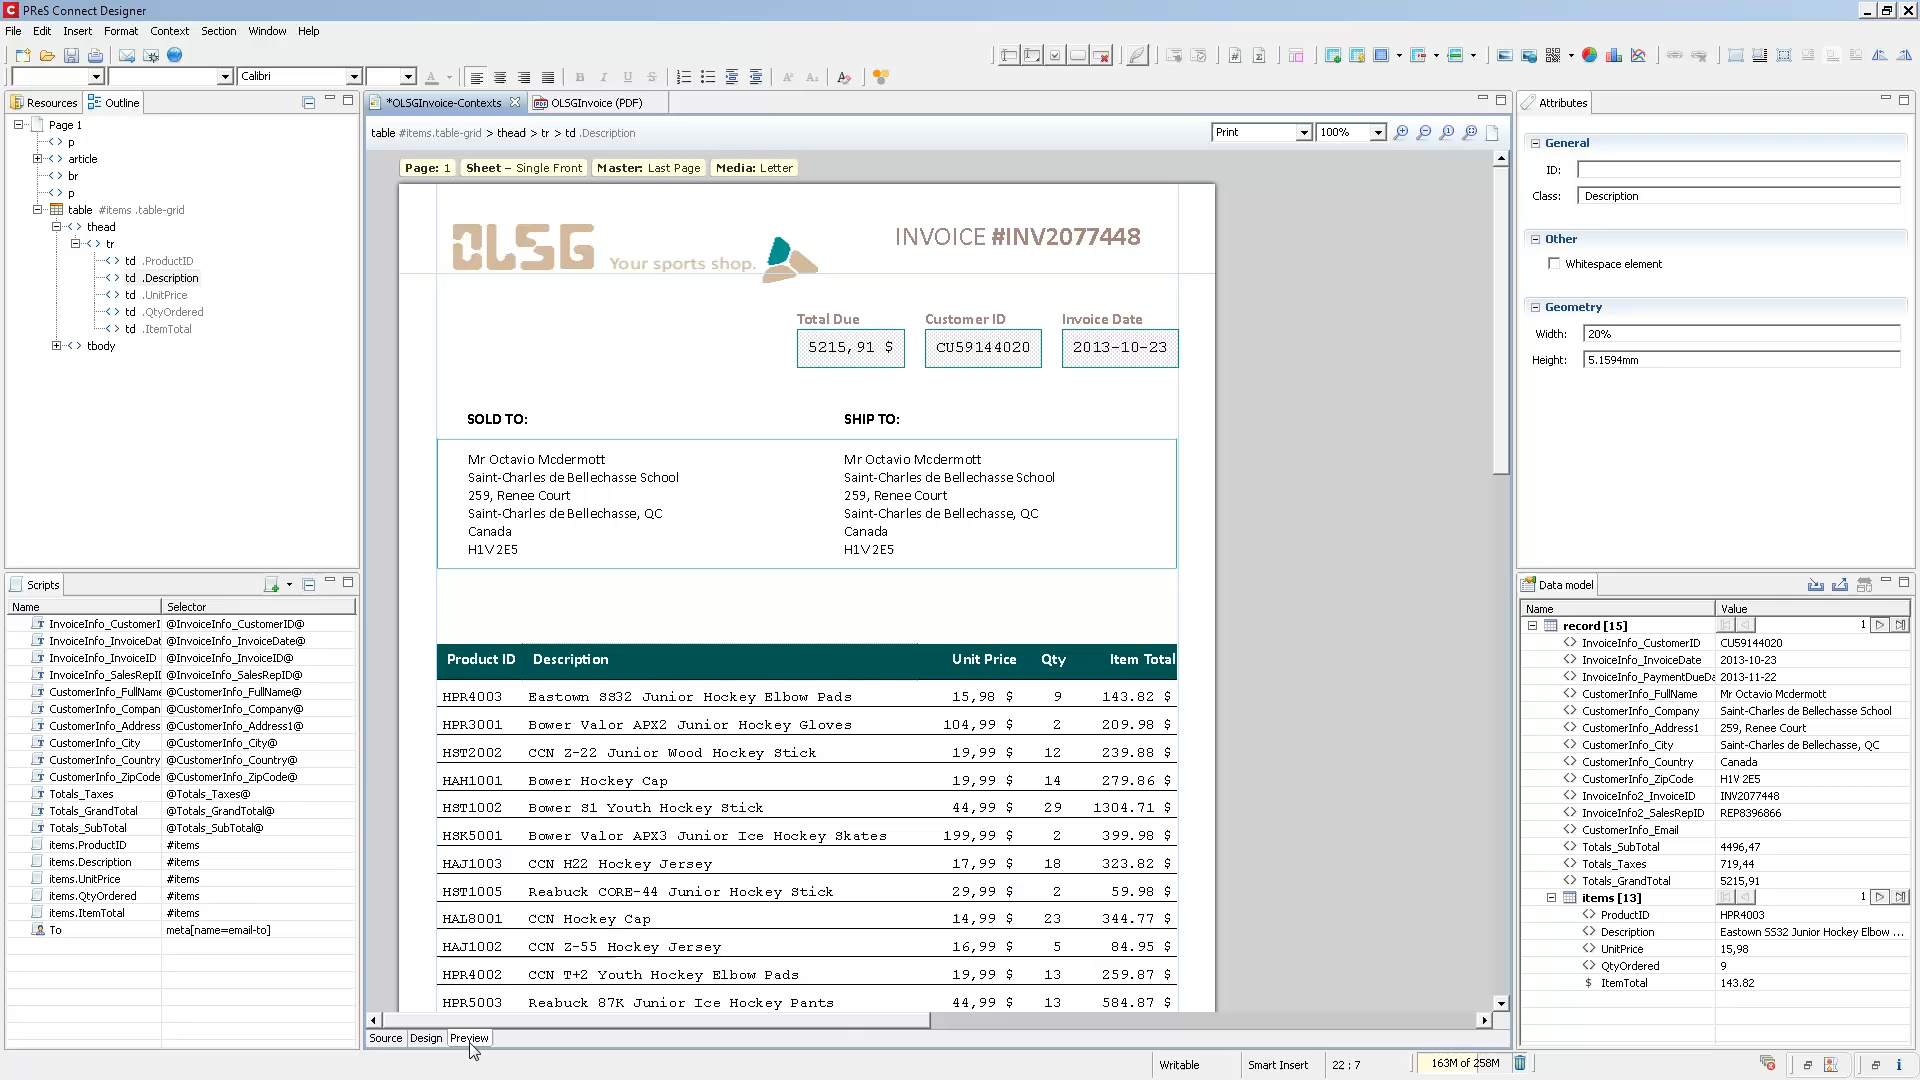 PReS Connect Designer
File Edit Insert Format Context Section Window Help
Calibri
Resources Outline
*OLSGInvoice-Contexts OLSGInvoice (PDF)
Attributes
Page 1
p
article
br
p
table #items .table-grid
thead
tr
td .ProductID
td .Description
td .UnitPrice
td .QtyOrdered
td .ItemTotal
tbody
table #items.table-grid > thead > tr > td .Description
Print 100%
Page: 1 Sheet – Single Front Master: Last Page Media: Letter
OLSG Your sports shop.
INVOICE #INV2077448
Total Due Customer ID Invoice Date
5215,91 $ CU59144020 2013-10-23
SOLD TO: SHIP TO:
Mr Octavio Mcdermott Mr Octavio Mcdermott
Saint-Charles de Bellechasse School Saint-Charles de Bellechasse School
259, Renee Court 259, Renee Court
Saint-Charles de Bellechasse, QC Saint-Charles de Bellechasse, QC
Canada Canada
H1V 2E5 H1V 2E5
Product ID Description Unit Price Qty Item Total
HPR4003 Eastown SS32 Junior Hockey Elbow Pads 15,98 $ 9 143.82 $
HPR3001 Bower Valor APX2 Junior Hockey Gloves 104,99 $ 2 209.98 $
HST2002 CCN Z-22 Junior Wood Hockey Stick 19,99 $ 12 239.88 $
HAH1001 Bower Hockey Cap 19,99 $ 14 279.86 $
HST1002 Bower S1 Youth Hockey Stick 44,99 $ 29 1304.71 $
HSK5001 Bower Valor APX3 Junior Ice Hockey Skates 199,99 $ 2 399.98 $
HAJ1003 CCN H22 Hockey Jersey 17,99 $ 18 323.82 $
HST1005 Reabuck CORE-44 Junior Hockey Stick 29,99 $ 2 59.98 $
HAL8001 CCN Hockey Cap 14,99 $ 23 344.77 $
HAJ1002 CCN Z-55 Hockey Jersey 16,99 $ 5 84.95 $
HPR4002 CCN T+2 Youth Hockey Elbow Pads 19,99 $ 13 259.87 $
HPR5003 Reabuck 87K Junior Ice Hockey Pants 44,99 $ 13 584.87 $
Source Design Preview
General
ID:
Class: Description
Other
Whitespace element
Geometry
Width: 20%
Height: 5.1594mm
Scripts
Name Selector
InvoiceInfo_CustomerI @InvoiceInfo_CustomerID@
InvoiceInfo_InvoiceDat @InvoiceInfo_InvoiceDate@
InvoiceInfo_InvoiceID @InvoiceInfo_InvoiceID@
InvoiceInfo_SalesRepII @InvoiceInfo_SalesRepID@
CustomerInfo_FullName @CustomerInfo_FullName@
CustomerInfo_Compan @CustomerInfo_Company@
CustomerInfo_Address @CustomerInfo_Address1@
CustomerInfo_City @CustomerInfo_City@
CustomerInfo_Country @CustomerInfo_Country@
CustomerInfo_ZipCode @CustomerInfo_ZipCode@
Totals_Taxes @Totals_Taxes@
Totals_GrandTotal @Totals_GrandTotal@
Totals_SubTotal @Totals_SubTotal@
items.ProductID #items
items.Description #items
items.UnitPrice #items
items.QtyOrdered #items
items.ItemTotal #items
To meta[name=email-to]
Data model
Name Value
record [15] 1
InvoiceInfo_CustomerID CU59144020
InvoiceInfo_InvoiceDate 2013-10-23
InvoiceInfo_PaymentDueDa 2013-11-22
CustomerInfo_FullName Mr Octavio Mcdermott
CustomerInfo_Company Saint-Charles de Bellechasse School
CustomerInfo_Address1 259, Renee Court
CustomerInfo_City Saint-Charles de Bellechasse, QC
CustomerInfo_Country Canada
CustomerInfo_ZipCode H1V 2E5
InvoiceInfo2_InvoiceID INV2077448
InvoiceInfo2_SalesRepID REP8396866
CustomerInfo_Email
Totals_SubTotal 4496,47
Totals_Taxes 719,44
Totals_GrandTotal 5215,91
items [13] 1
ProductID HPR4003
Description Eastown SS32 Junior Hockey Elbow ...
UnitPrice 15,98
QtyOrdered 9
ItemTotal 143.82
Writable Smart Insert 22 : 7 163M of 258M